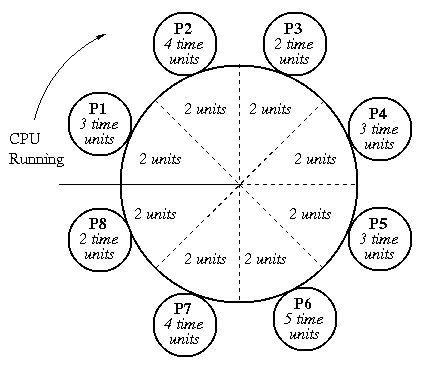 P2
4 time
units
P3
2 time
units
P1
3 time
units
P4
3 time
units
CPU
Running
2 units
2 units
2 units
2 units
2 units
2 units
2 units
2 units
P8
2 time
units
P5
3 time
units
P7
4 time
units
P6
5 time
units